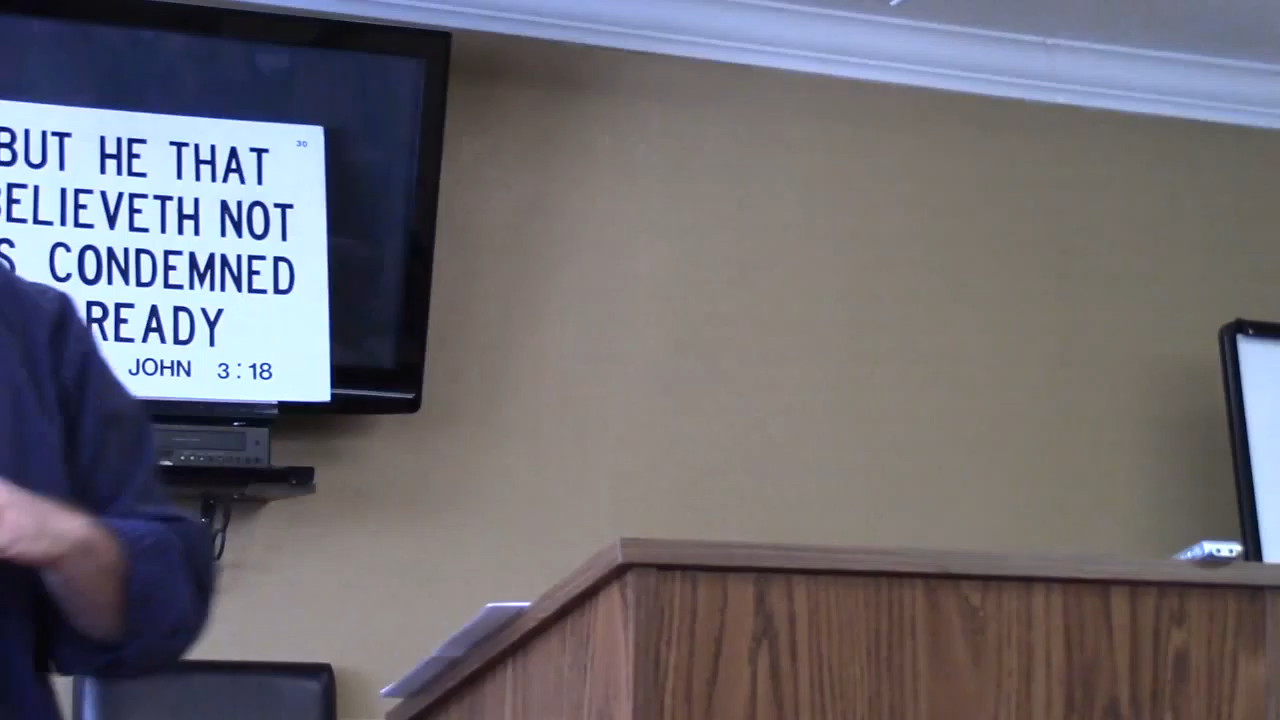 30
BUT HE THAT
BELIEVETH NOT
S CONDEMNED
READY
JOHN 3:18